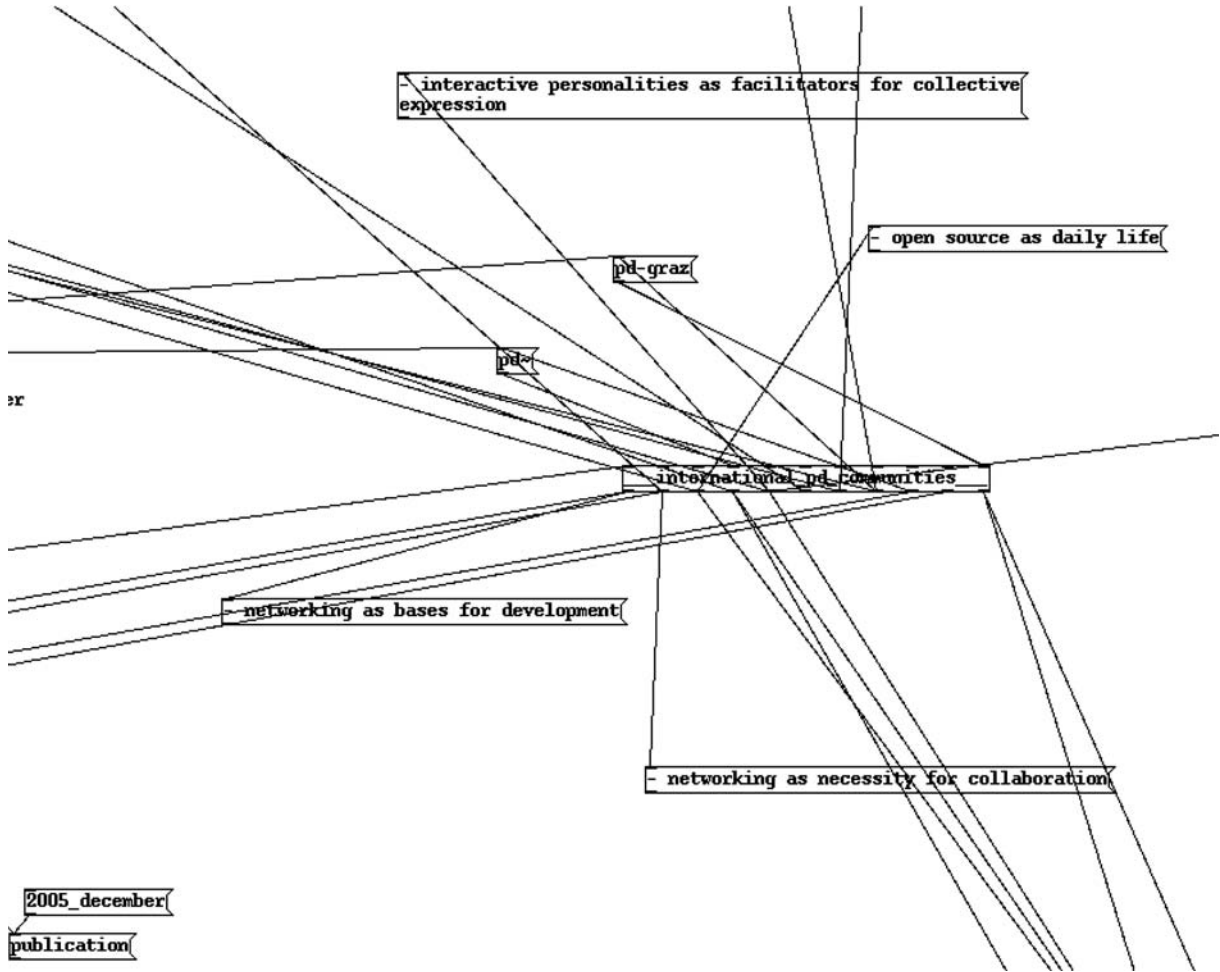 - interactive personalities as facilitators for collective
expression
- open source as daily life
pd-graz
pd~
er
international_pd_communities
- networking as bases for development
- networking as necessity for collaboration
2005_december
publication